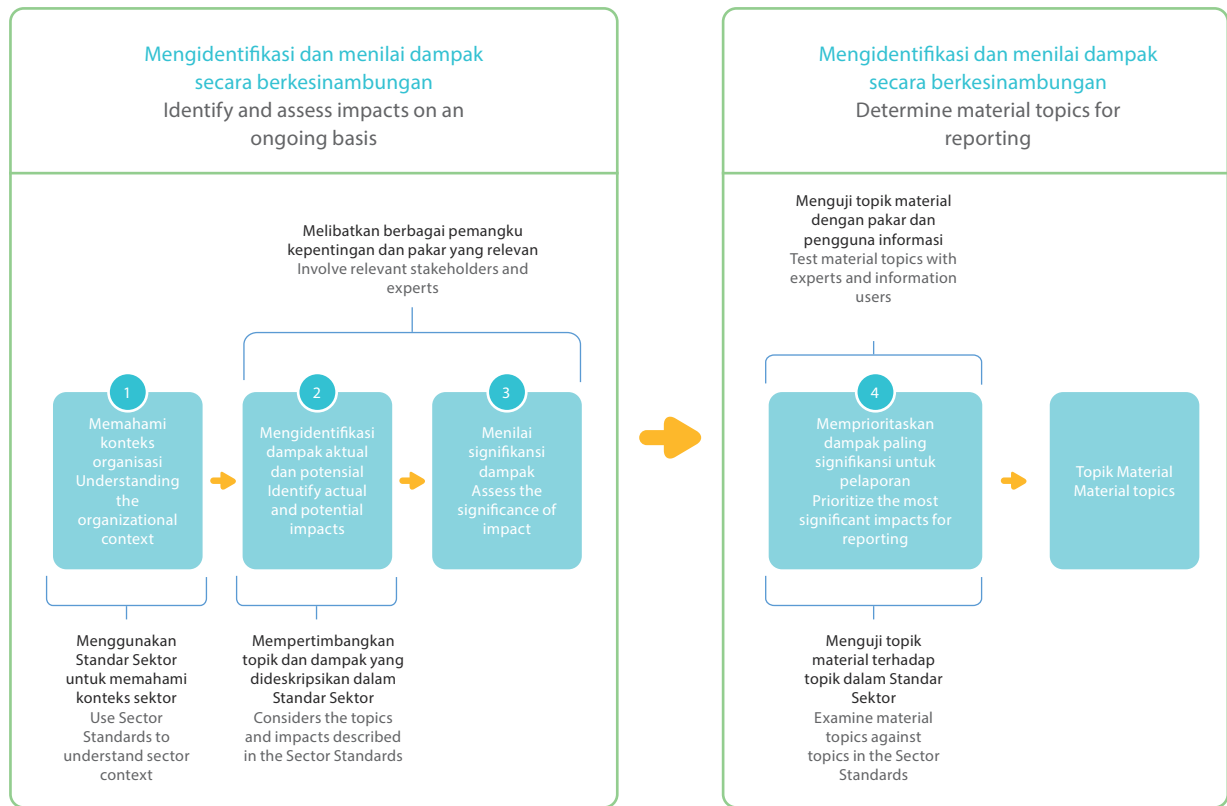 Mengidentifikasi dan menilai dampak
secara berkesinambungan
Identify and assess impacts on an
ongoing basis
Melibatkan berbagai pemangku
kepentingan dan pakar yang relevan
Involve relevant stakeholders and
experts
1
Memahami
konteks
organisasi
Understanding
the
organizational
context
2
Mengidentifikasi
dampak aktual
dan potensial
Identify actual
and potential
impacts
3
Menilai
signifikansi
dampak
Assess the
significance of
impact
Menggunakan
Standar Sektor
untuk memahami
konteks sektor
Use Sector
Standards to
understand sector
context
Mempertimbangkan
topik dan dampak yang
dideskripsikan dalam
Standar Sektor
Considers the topics
and impacts described
in the Sector Standards
Mengidentifikasi dan menilai dampak
secara berkesinambungan
Determine material topics for
reporting
Menguji topik material
dengan pakar dan
pengguna informasi
Test material topics with
experts and information
users
4
Memprioritaskan
dampak paling
signifikansi untuk
pelaporan
Prioritize the most
significant impacts for
reporting
Topik Material
Material topics
Menguji topik
material terhadap
topik dalam Standar
Sektor
Examine material
topics against
topics in the Sector
Standards